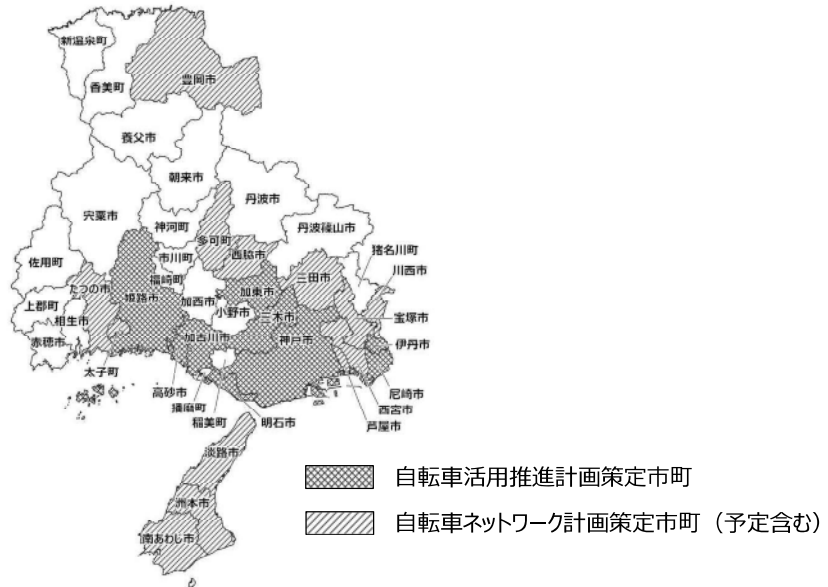 新温泉町
豊岡市
香美町
養父市
朝来市
丹波市
宍粟市
神河町
丹波篠山市
多可町
猪名川町
佐用町
市川町
西脇市
川西市
三田市
たつの市
福崎町
姫路市
加西市
加東市
上郡町
小野市
三木市
宝塚市
相生市
赤穂市
加古川市
神戸市
伊丹市
太子町
高砂市
尼崎市
播磨町
西宮市
稲美町
明石市
芦屋市
淡路市
洲本市
南あわじ市
自転車活用推進計画策定市町
自転車ネットワーク計画策定市町（予定含む）